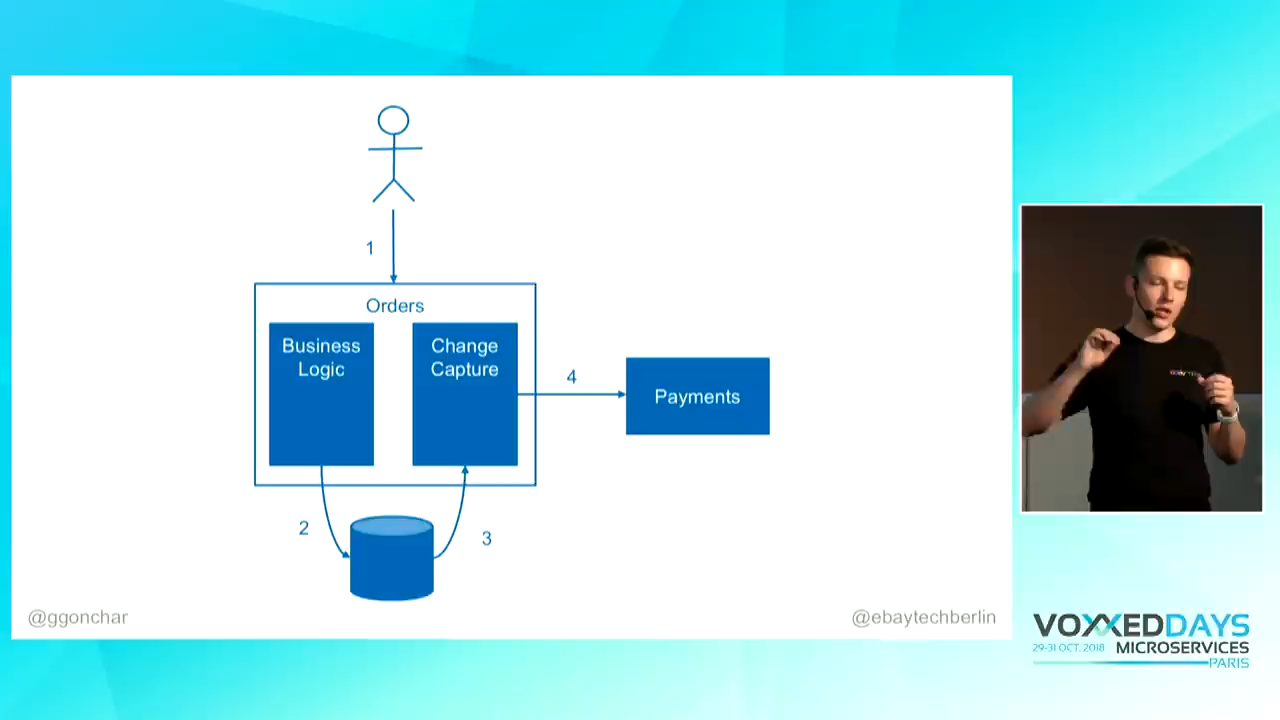 1
Orders
Business
Logic
Change
Capture
4
Payments
2
3
@ggonchar
@ebaytechberlin
VOXXEDDAYS
29-31 OCT. 2018 MICROSERVICES
PARIS